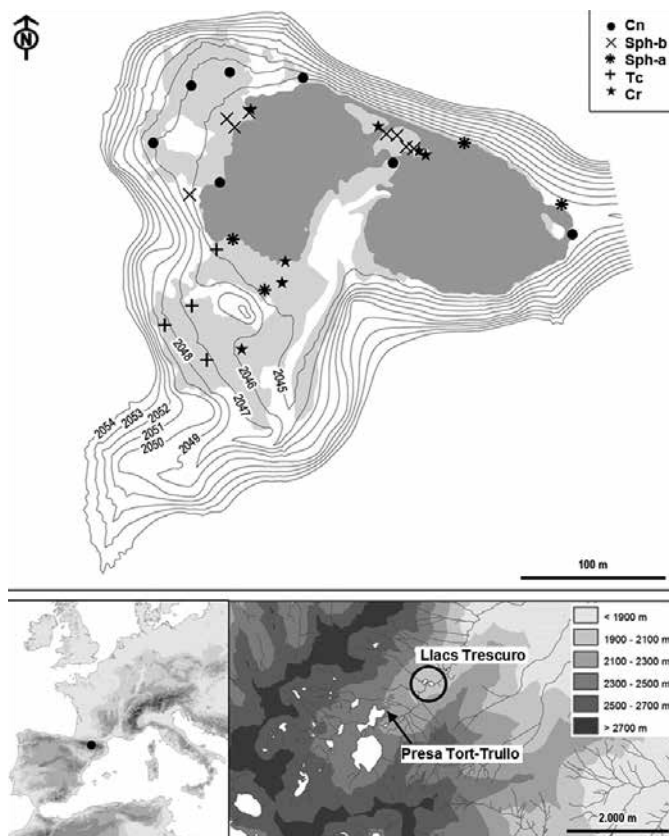 N
Cn
Sph-b
Sph-a
Tc
Cr
2048
2046
2045
2047
2054
2053
2052
2051
2050
2049
100 m
< 1900 m
1900 - 2100 m
2100 - 2300 m
2300 - 2500 m
2500 - 2700 m
> 2700 m
Llacs Trescuro
Presa Tort-Trullo
2.000 m